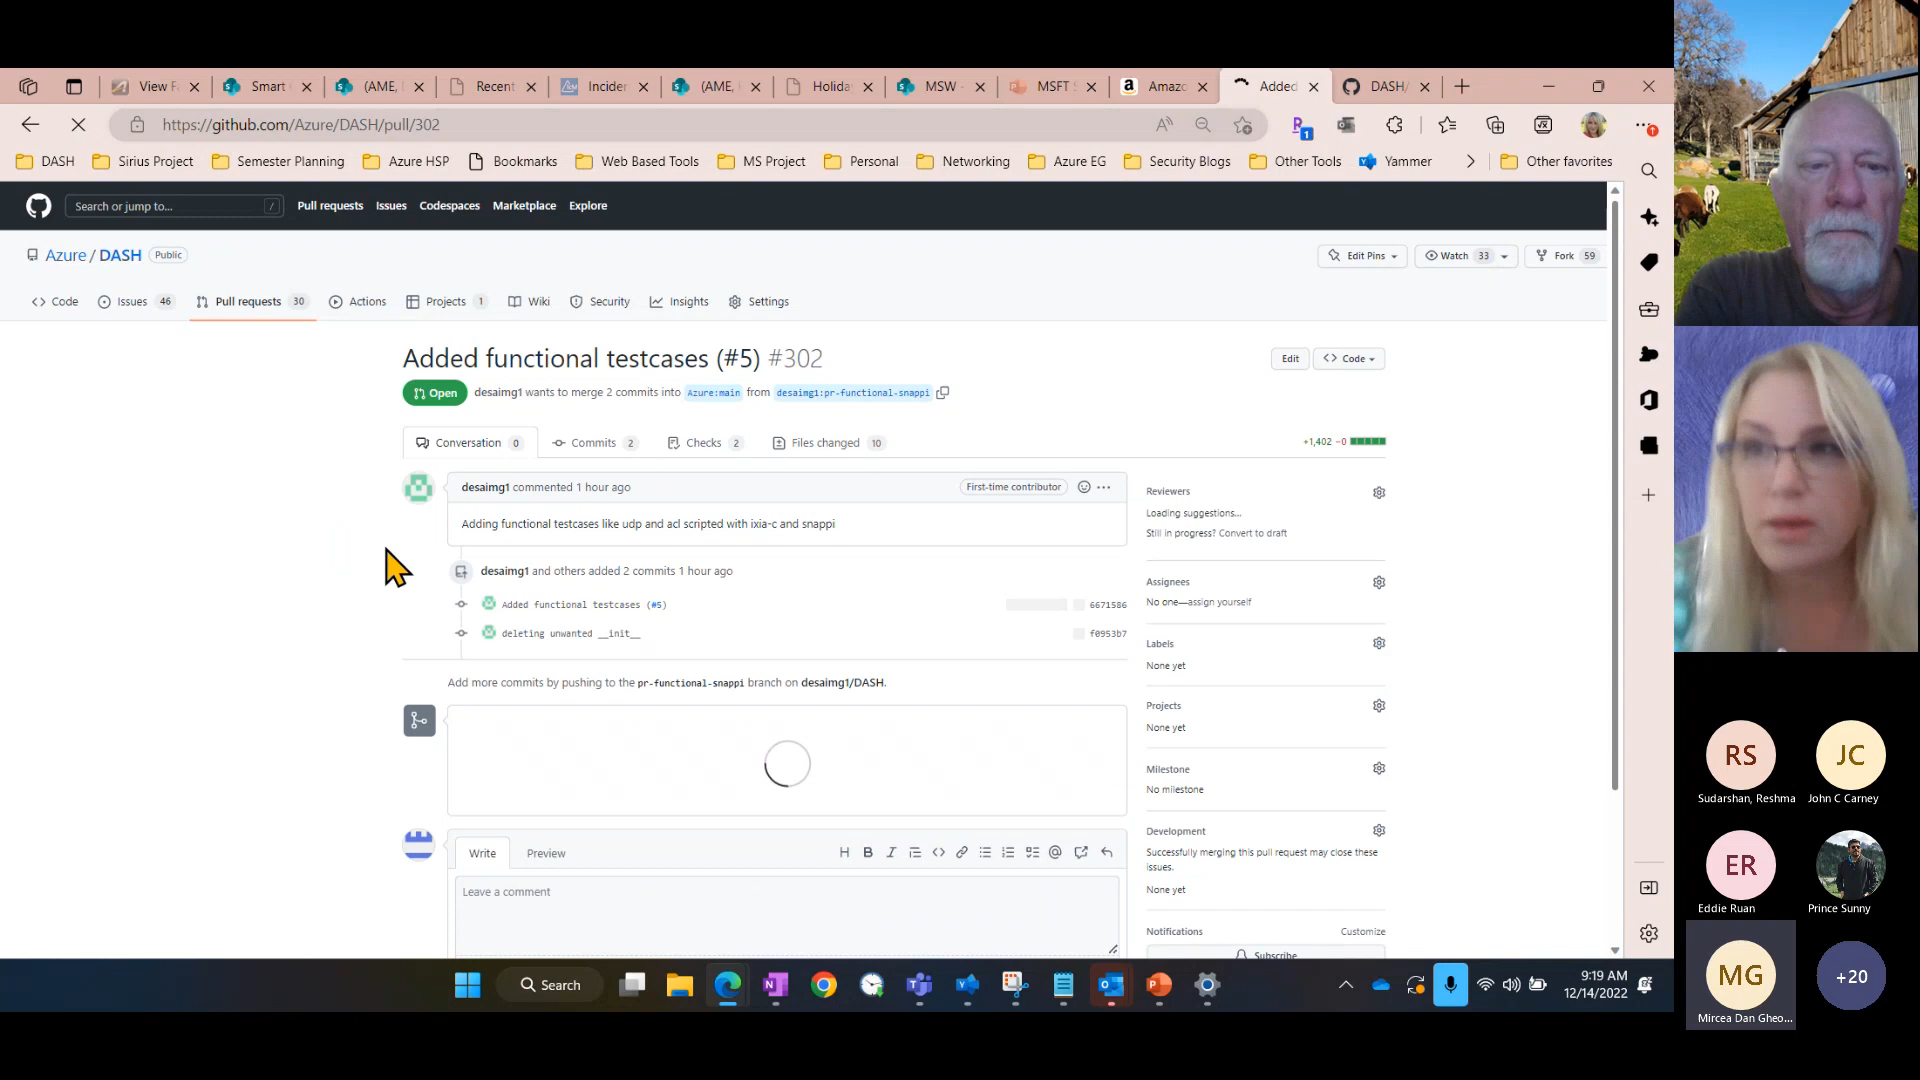 View F
Smart
(AME,
Recent
Incider
(AME,
Holida
MSW -
MSFT
Amazo
Added
DASH/
https://github.com/Azure/DASH/pull/302
DASH
Sirius Project
Semester Planning
Azure HSP
Bookmarks
Web Based Tools
MS Project
Personal
Networking
Azure EG
Security Blogs
Other Tools
Yammer
Other favorites
Search or jump to...
/
Pull requests
Issues
Codespaces
Marketplace
Explore
Azure / DASH
Public
Edit Pins
Watch 33
Fork 59
Code
Issues 46
Pull requests 30
Actions
Projects 1
Wiki
Security
Insights
Settings
Added functional testcases (#5) #302
Edit
Code
Open
desaimg1 wants to merge 2 commits into Azure:main from desaimg1:pr-functional-snappi
Conversation 0
Commits 2
Checks 2
Files changed 10
+1,402 −0
desaimg1 commented 1 hour ago
First-time contributor
Adding functional testcases like udp and acl scripted with ixia-c and snappi
desaimg1 and others added 2 commits 1 hour ago
Added functional testcases (#5)
6671586
deleting unwanted __init__
f0953b7
Add more commits by pushing to the pr-functional-snappi branch on desaimg1/DASH.
Write
Preview
Leave a comment
Reviewers
Loading suggestions...
Still in progress? Convert to draft
Assignees
No one—assign yourself
Labels
None yet
Projects
None yet
Milestone
No milestone
Development
Successfully merging this pull request may close these
issues.
None yet
Notifications
Customize
Subscribe
Search
9:19 AM
12/14/2022
RS
Sudarshan, Reshma
JC
John C Carney
ER
Eddie Ruan
Prince Sunny
MG
Mircea Dan Gheo...
+20